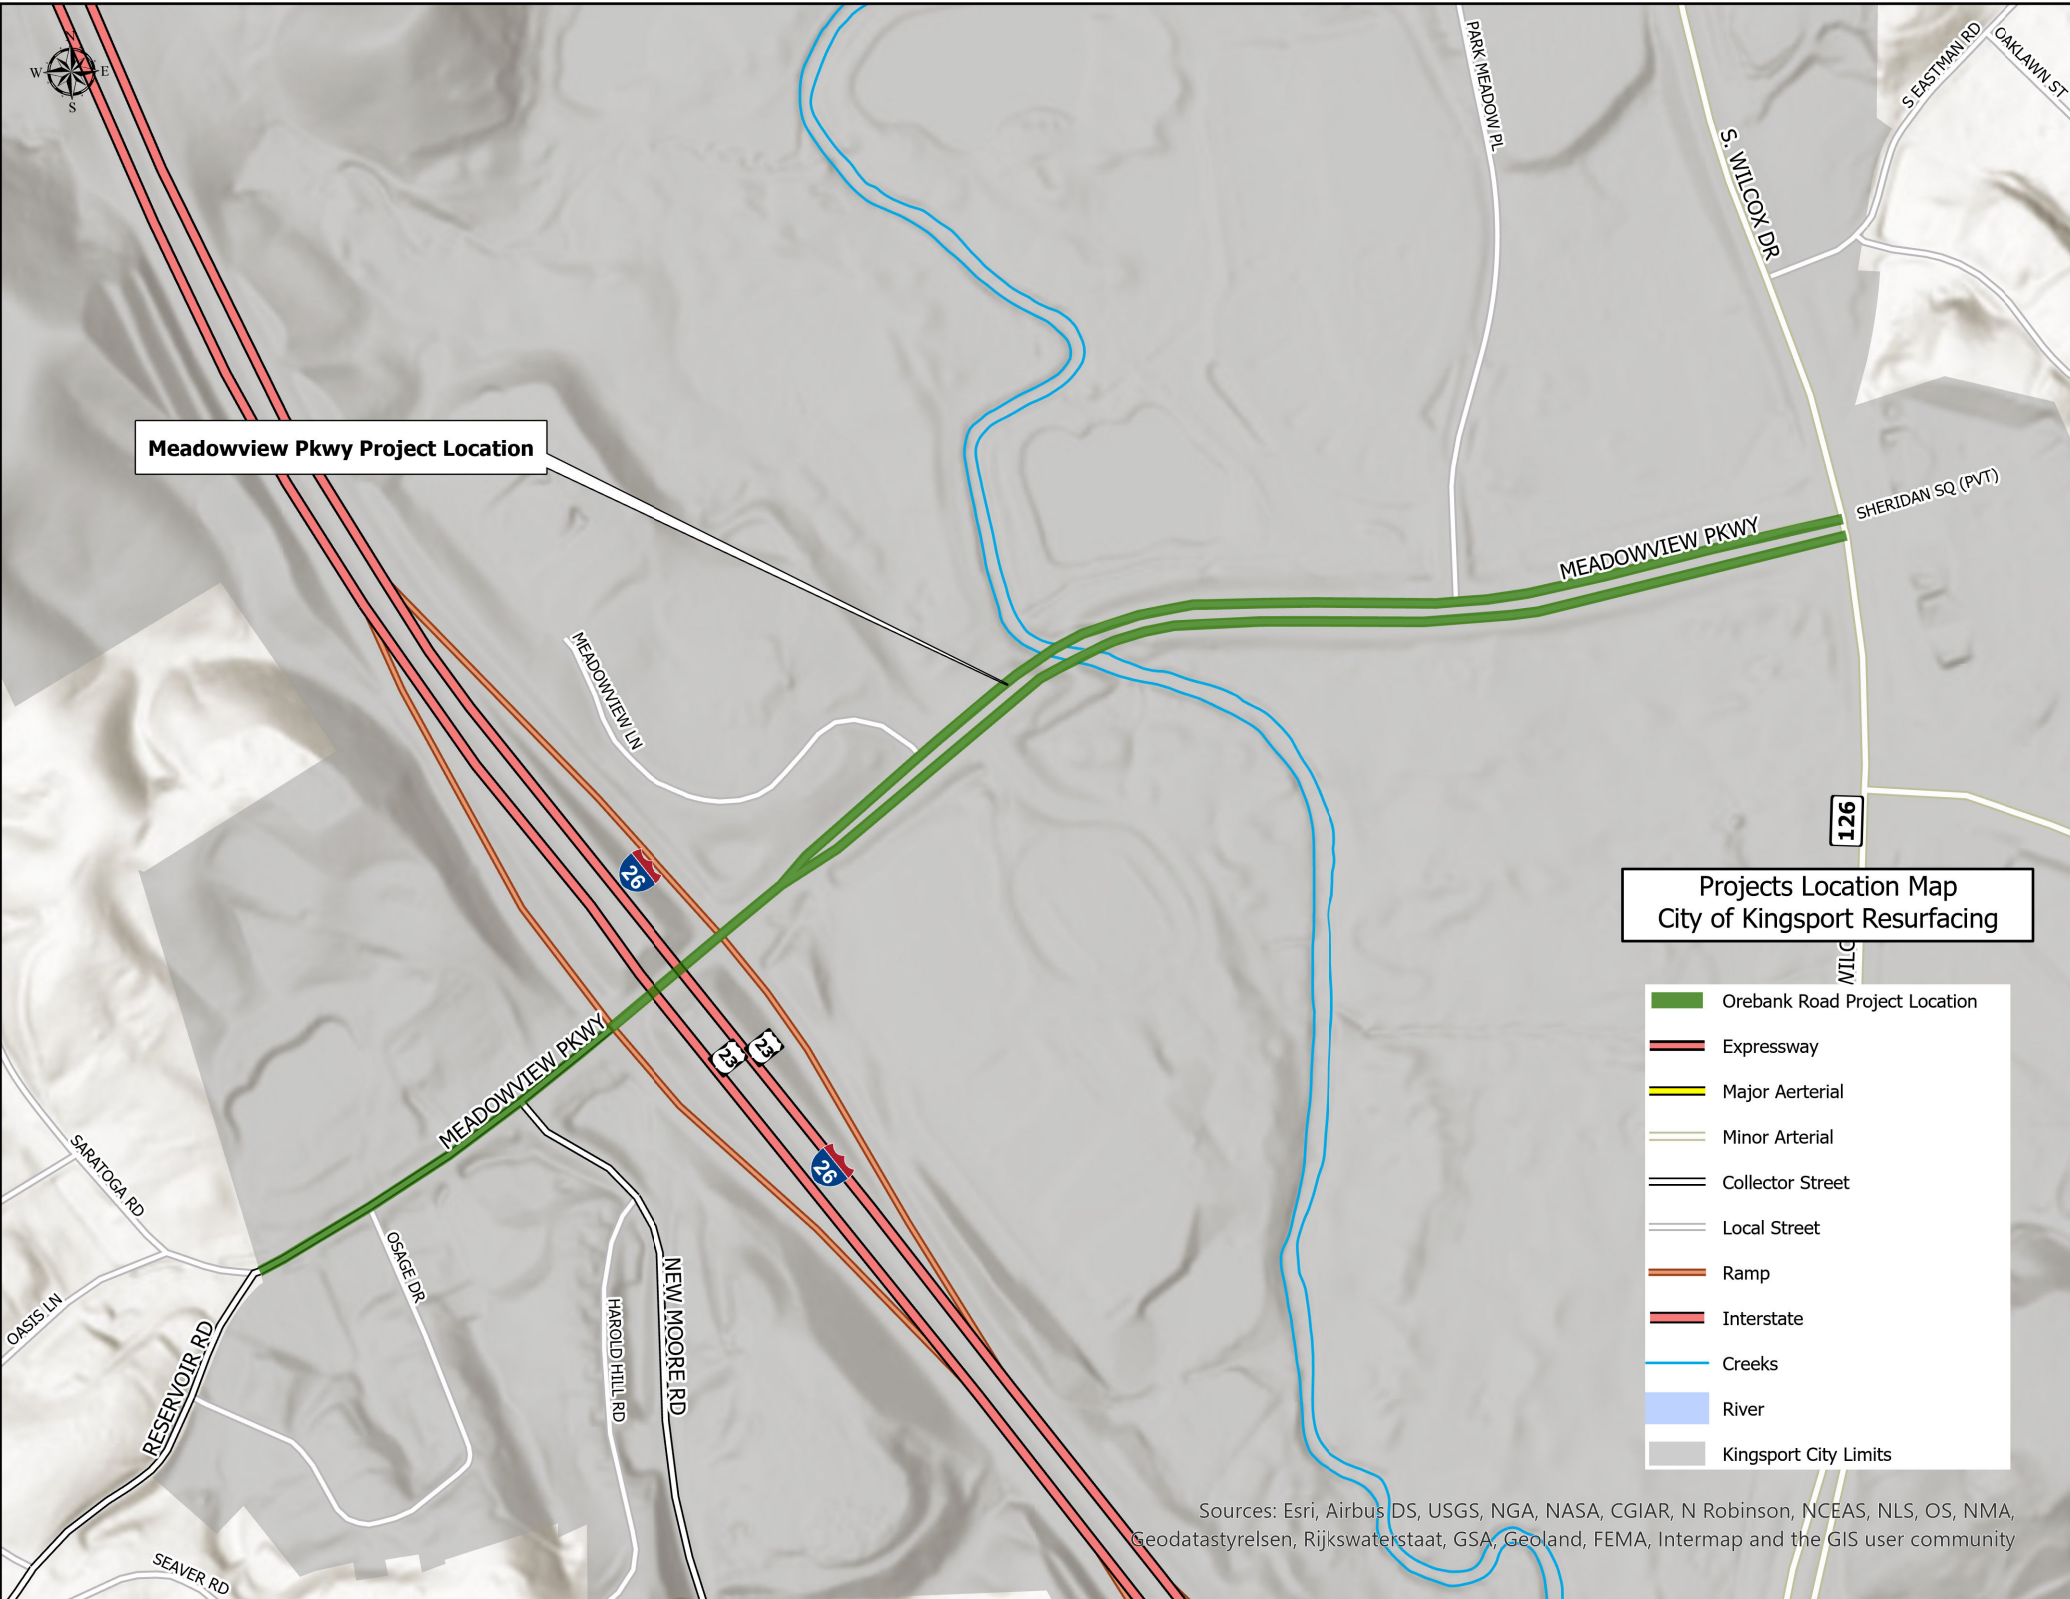 N
W
E
S
PARK MEADOW PL
S. WILCOX DR
S EASTMAN RD
OAKLAWN ST
Meadowview Pkwy Project Location
SHERIDAN SQ (PVT)
MEADOWVIEW PKWY
MEADOWVIEW LN
26
126
Projects Location Map
City of Kingsport Resurfacing
WILC
Orebank Road Project Location
Expressway
Major Aerterial
Minor Arterial
Collector Street
Local Street
Ramp
Interstate
Creeks
River
Kingsport City Limits
MEADOWVIEW PKWY
23
23
26
SARATOGA RD
OSAGE DR
OASIS LN
RESERVOIR RD
HAROLD HILL RD
NEW MOORE RD
SEAVER RD
Sources: Esri, Airbus DS, USGS, NGA, NASA, CGIAR, N Robinson, NCEAS, NLS, OS, NMA,
Geodatastyrelsen, Rijkswaterstaat, GSA, Geoland, FEMA, Intermap and the GIS user community